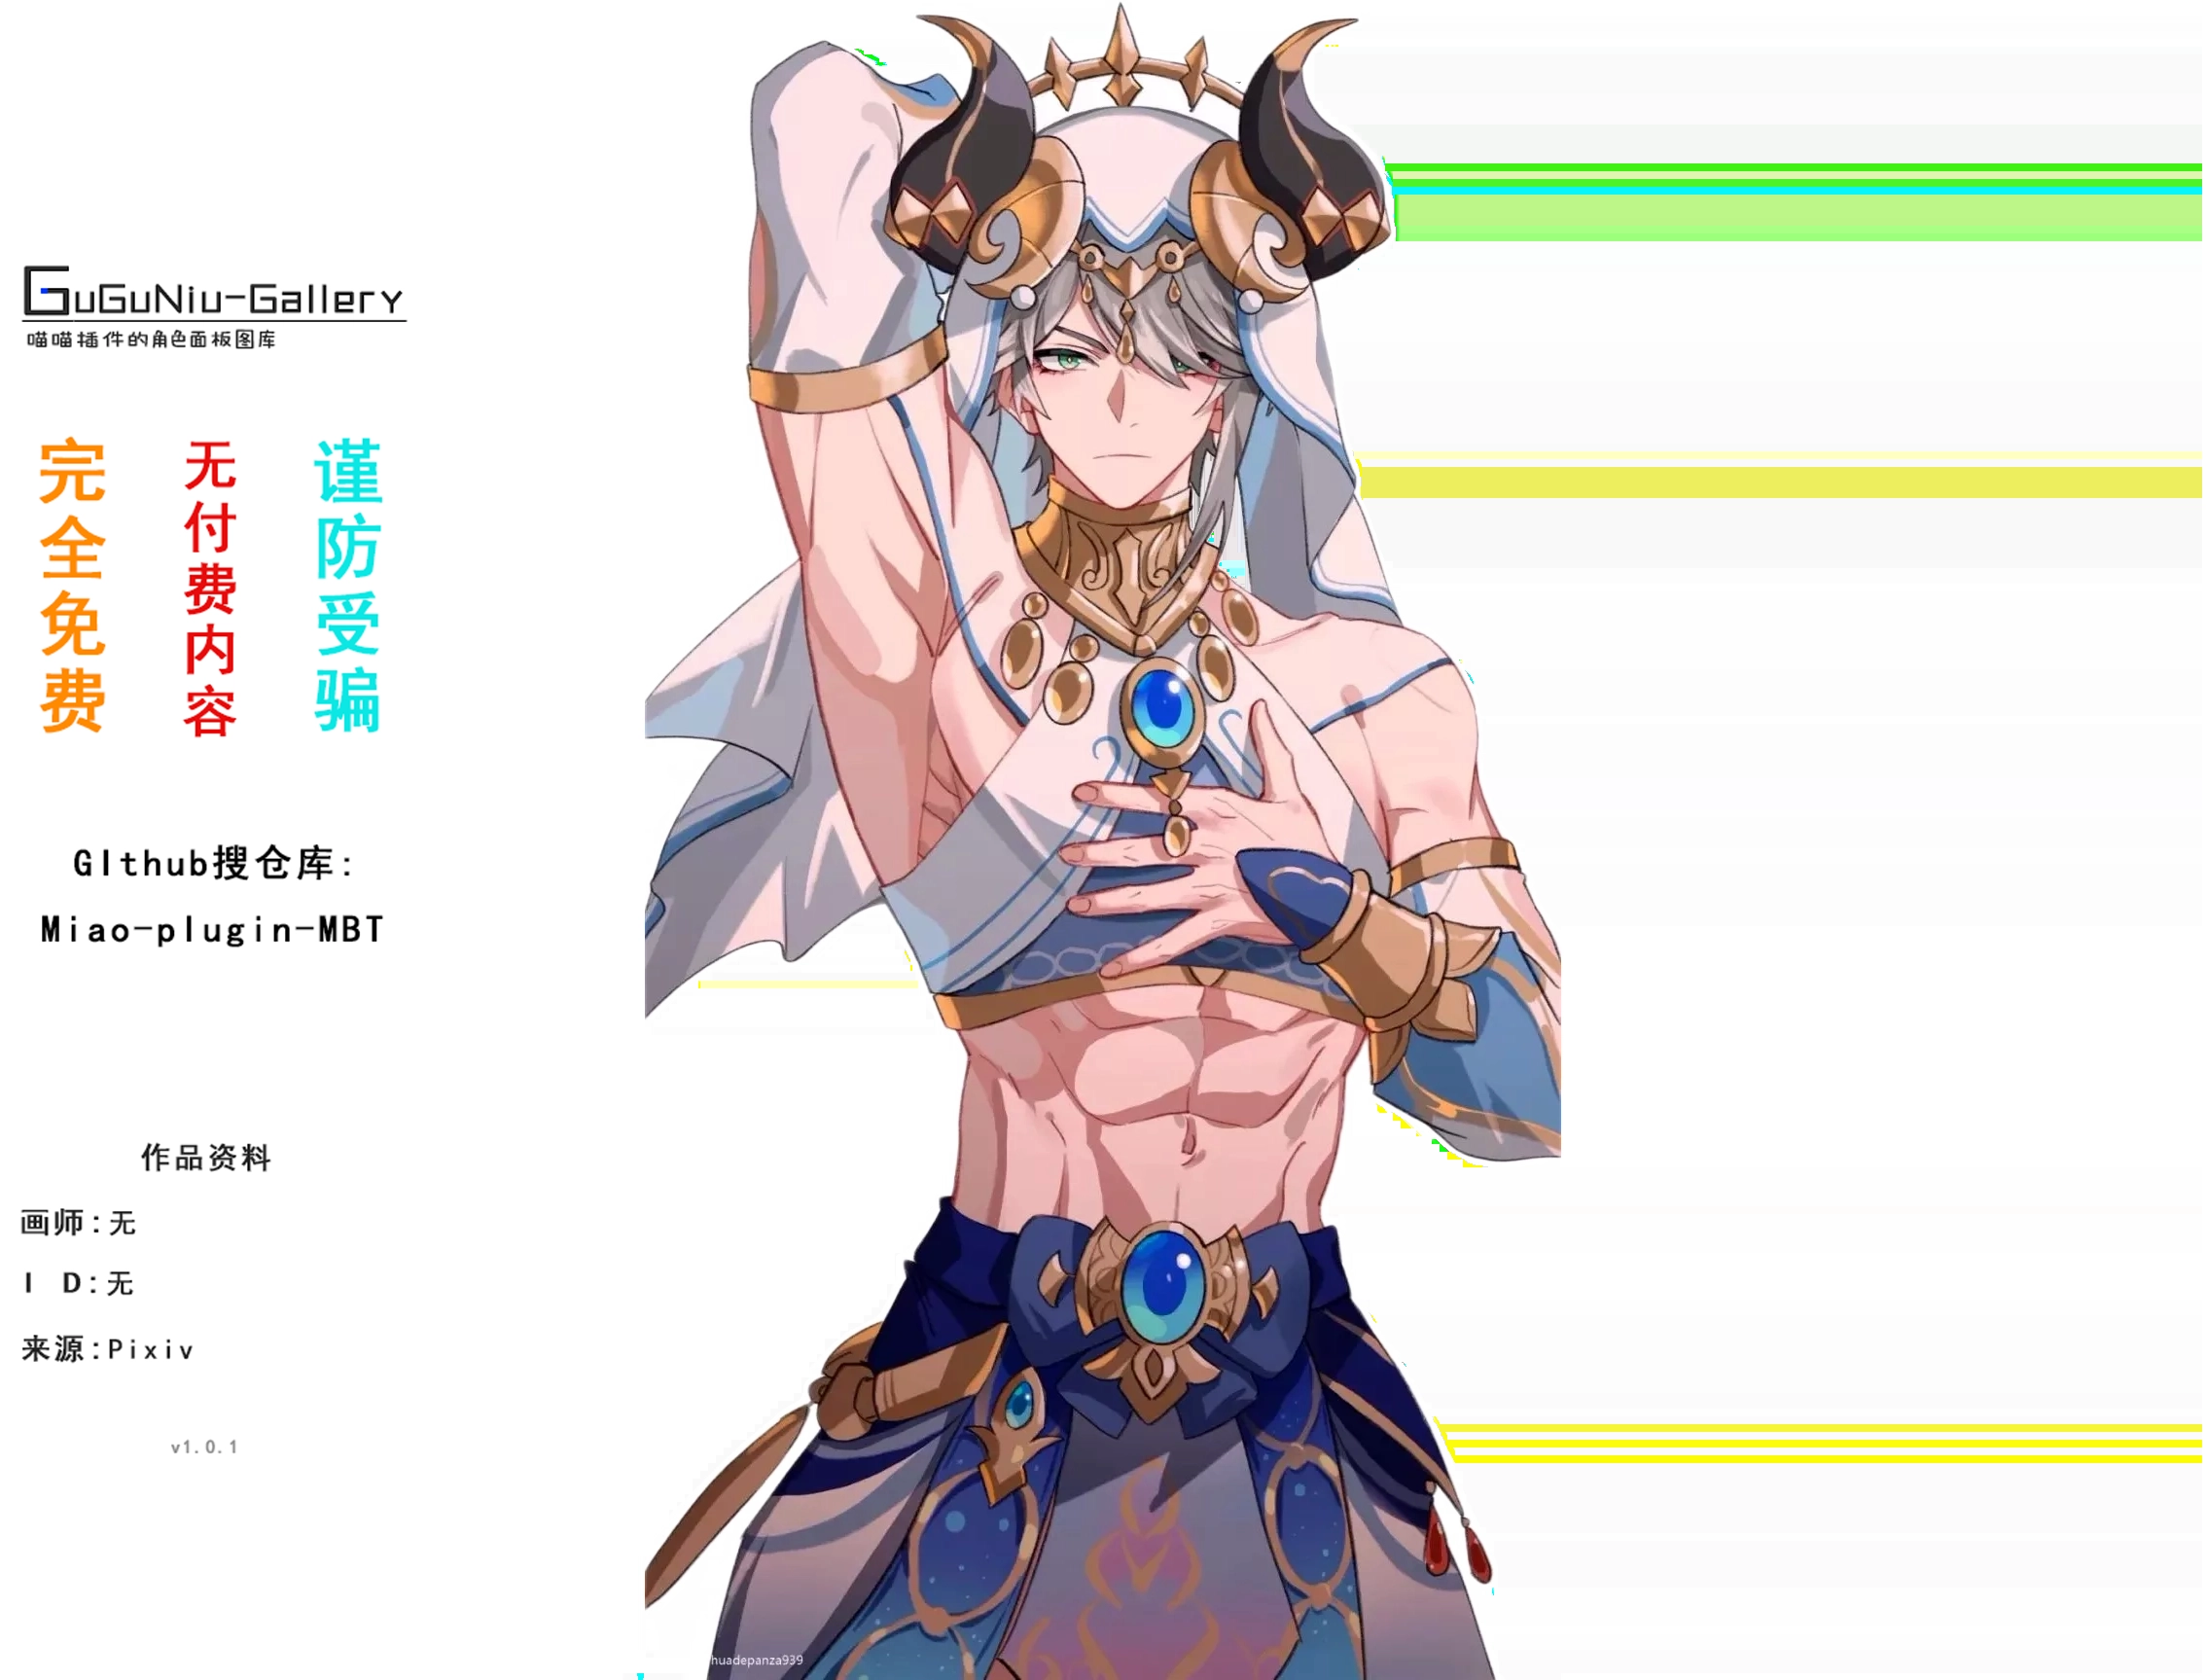 GuGuNiu-Gallery
喵喵插件的角色面板图库
完全免费
无付费内容
谨防受骗
GIthub搜仓库:
Miao-plugin-MBT
作品资料
画师:无
I D:无
来源:Pixiv
v1.0.1
huadepanza939